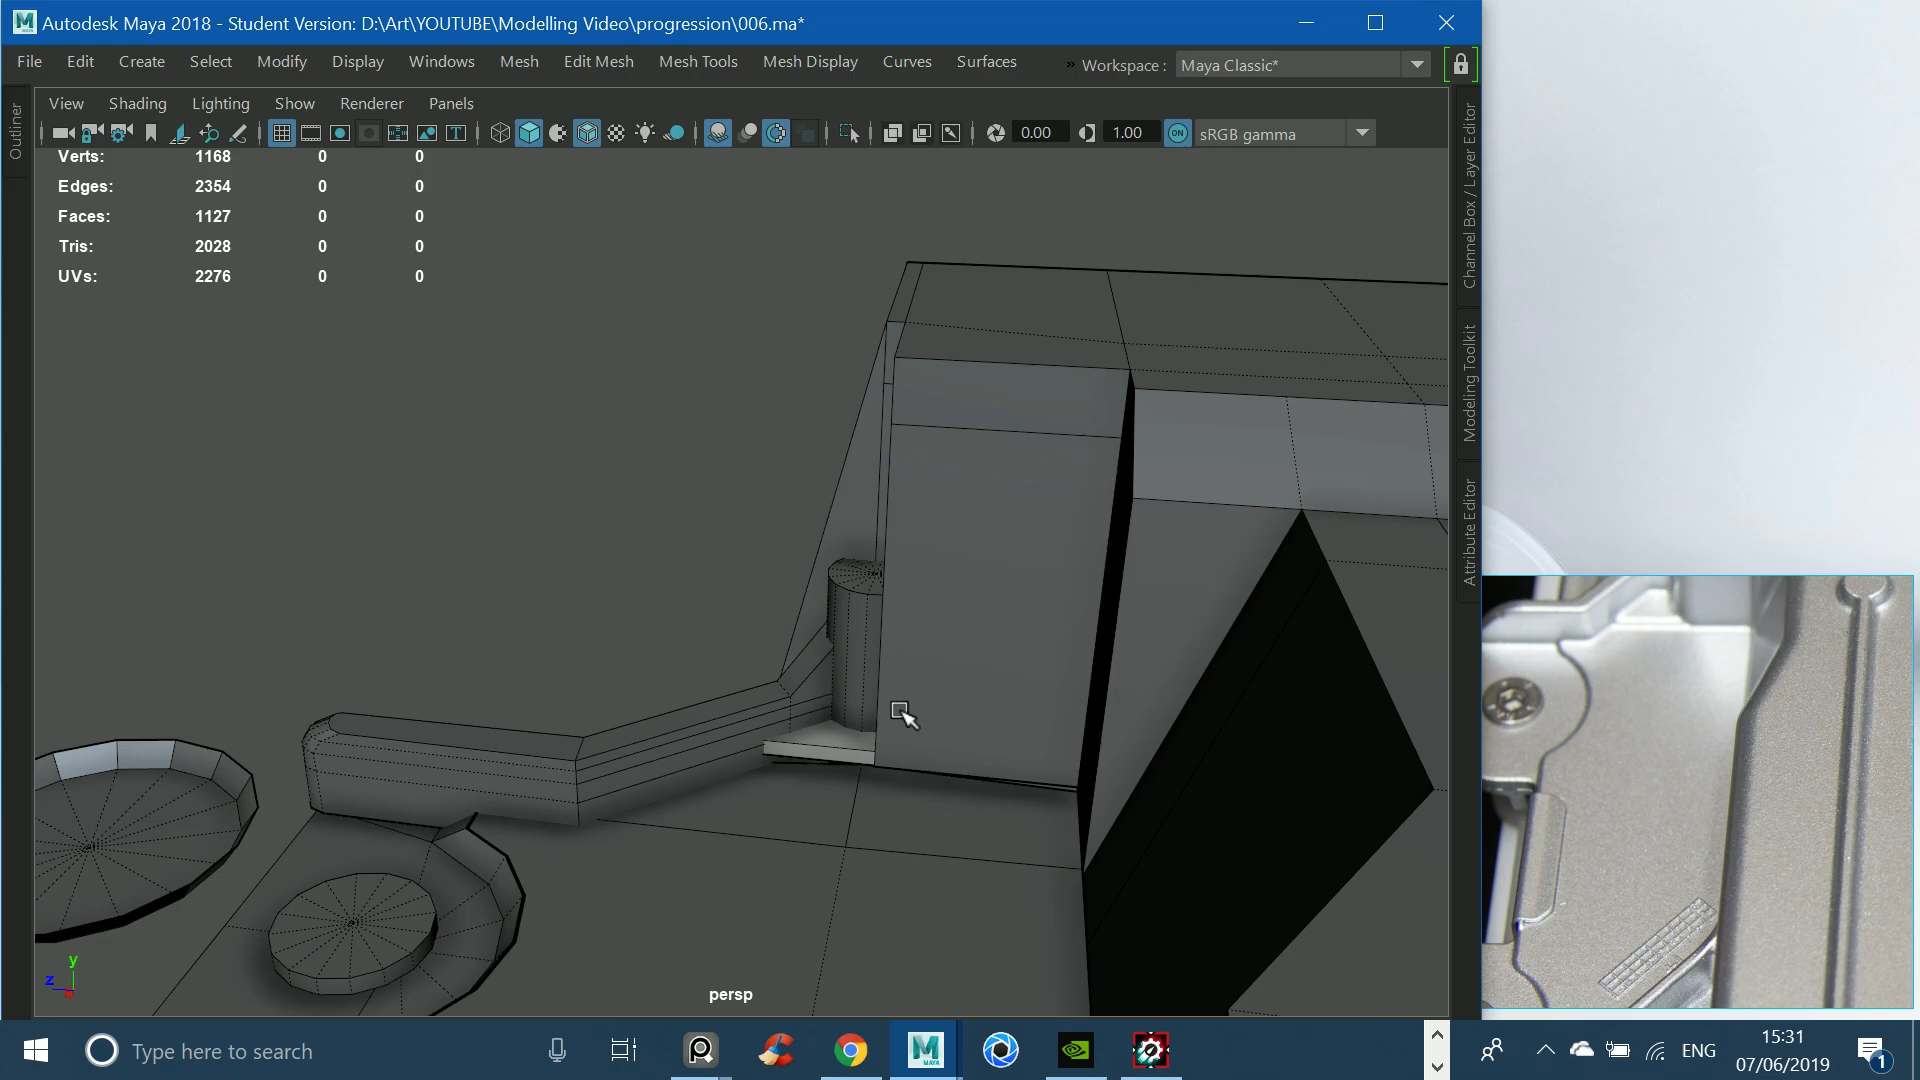 Autodesk Maya 2018 - Student Version: D:\Art\YOUTUBE\Modelling Video\progression\006.ma*
File Edit Create Select Modify Display Windows Mesh Edit Mesh Mesh Tools Mesh Display Curves Surfaces » Workspace : Maya Classic*
View Shading Lighting Show Renderer Panels
0.00 1.00 ON sRGB gamma
Outliner
Verts: 1168 0 0
Edges: 2354 0 0
Faces: 1127 0 0
Tris: 2028 0 0
UVs: 2276 0 0
Channel Box / Layer Editor
Modeling Toolkit
Attribute Editor
y
z
x
persp
Type here to search
MAYA
ENG
15:31
07/06/2019
1